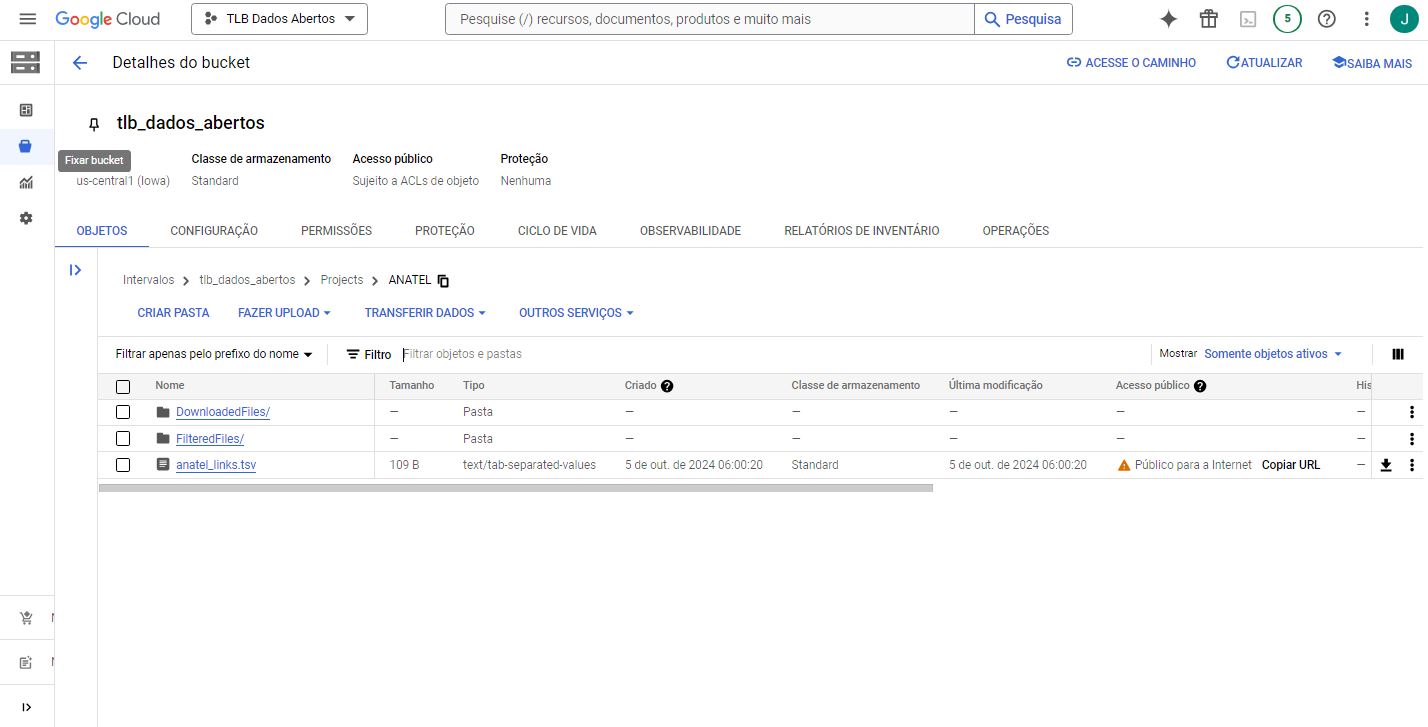 Google Cloud TLB Dados Abertos Pesquise (/) recursos, documentos, produtos e muito mais Pesquisa 5 J
Detalhes do bucket ACESSE O CAMINHO ATUALIZAR SAIBA MAIS
tlb_dados_abertos
Fixar bucket Classe de armazenamento Acesso público Proteção
us-central1 (Iowa) Standard Sujeito a ACLs de objeto Nenhuma
OBJETOS CONFIGURAÇÃO PERMISSÕES PROTEÇÃO CICLO DE VIDA OBSERVABILIDADE RELATÓRIOS DE INVENTÁRIO OPERAÇÕES
Intervalos tlb_dados_abertos Projects ANATEL
CRIAR PASTA FAZER UPLOAD TRANSFERIR DADOS OUTROS SERVIÇOS
Filtrar apenas pelo prefixo do nome Filtro Filtrar objetos e pastas Mostrar Somente objetos ativos
Nome Tamanho Tipo Criado Classe de armazenamento Última modificação Acesso público His
DownloadedFiles/ — Pasta — — — — —
FilteredFiles/ — Pasta — — — — —
anatel_links.tsv 109 B text/tab-separated-values 5 de out. de 2024 06:00:20 Standard 5 de out. de 2024 06:00:20 Público para a Internet Copiar URL —